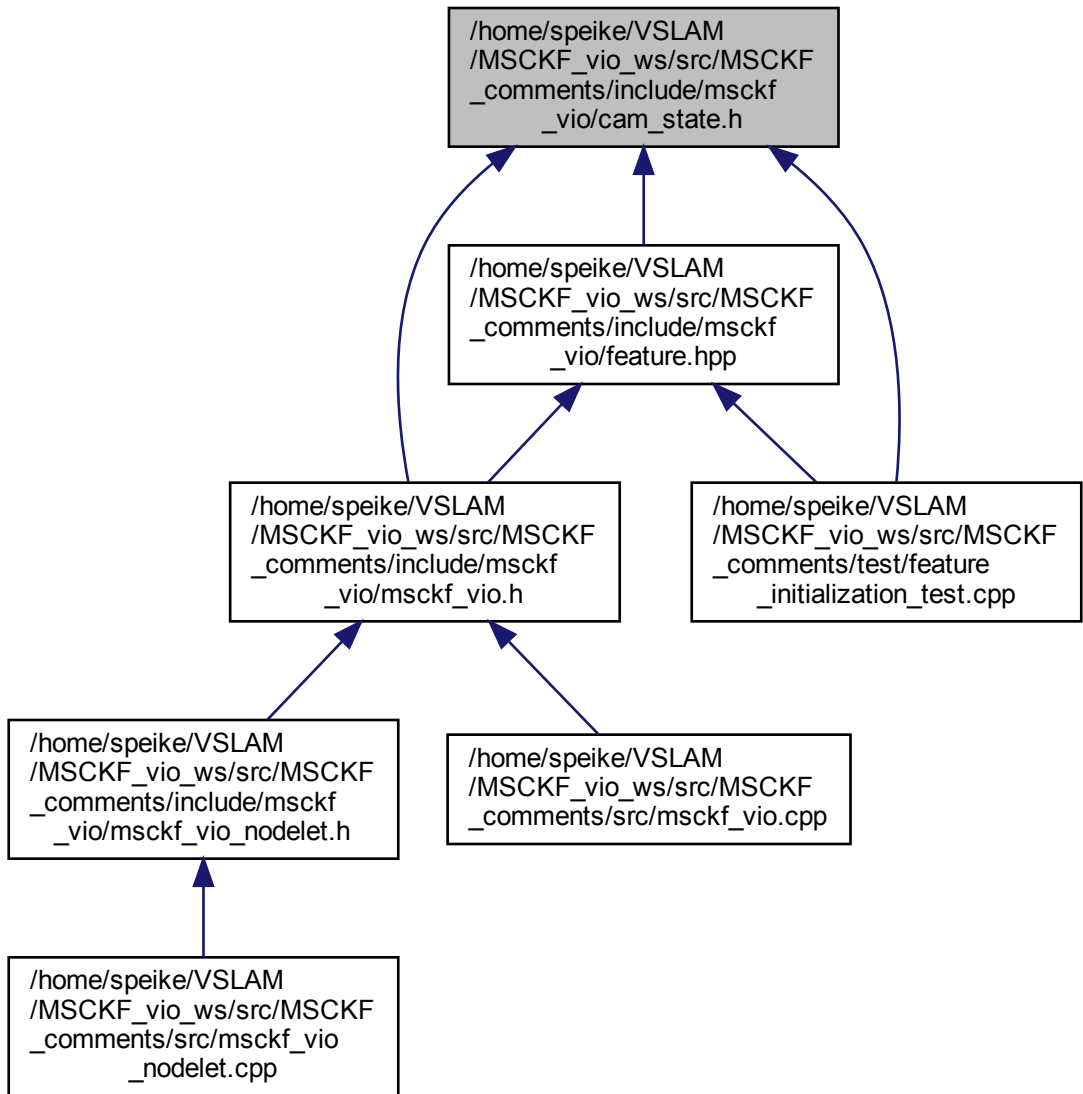 /home/speike/VSLAM
/MSCKF_vio_ws/src/MSCKF
_comments/include/msckf
_vio/cam_state.h
/home/speike/VSLAM
/MSCKF_vio_ws/src/MSCKF
_comments/include/msckf
_vio/feature.hpp
/home/speike/VSLAM
/MSCKF_vio_ws/src/MSCKF
_comments/include/msckf
_vio/msckf_vio.h
/home/speike/VSLAM
/MSCKF_vio_ws/src/MSCKF
_comments/test/feature
_initialization_test.cpp
/home/speike/VSLAM
/MSCKF_vio_ws/src/MSCKF
_comments/include/msckf
_vio/msckf_vio_nodelet.h
/home/speike/VSLAM
/MSCKF_vio_ws/src/MSCKF
_comments/src/msckf_vio.cpp
/home/speike/VSLAM
/MSCKF_vio_ws/src/MSCKF
_comments/src/msckf_vio
_nodelet.cpp